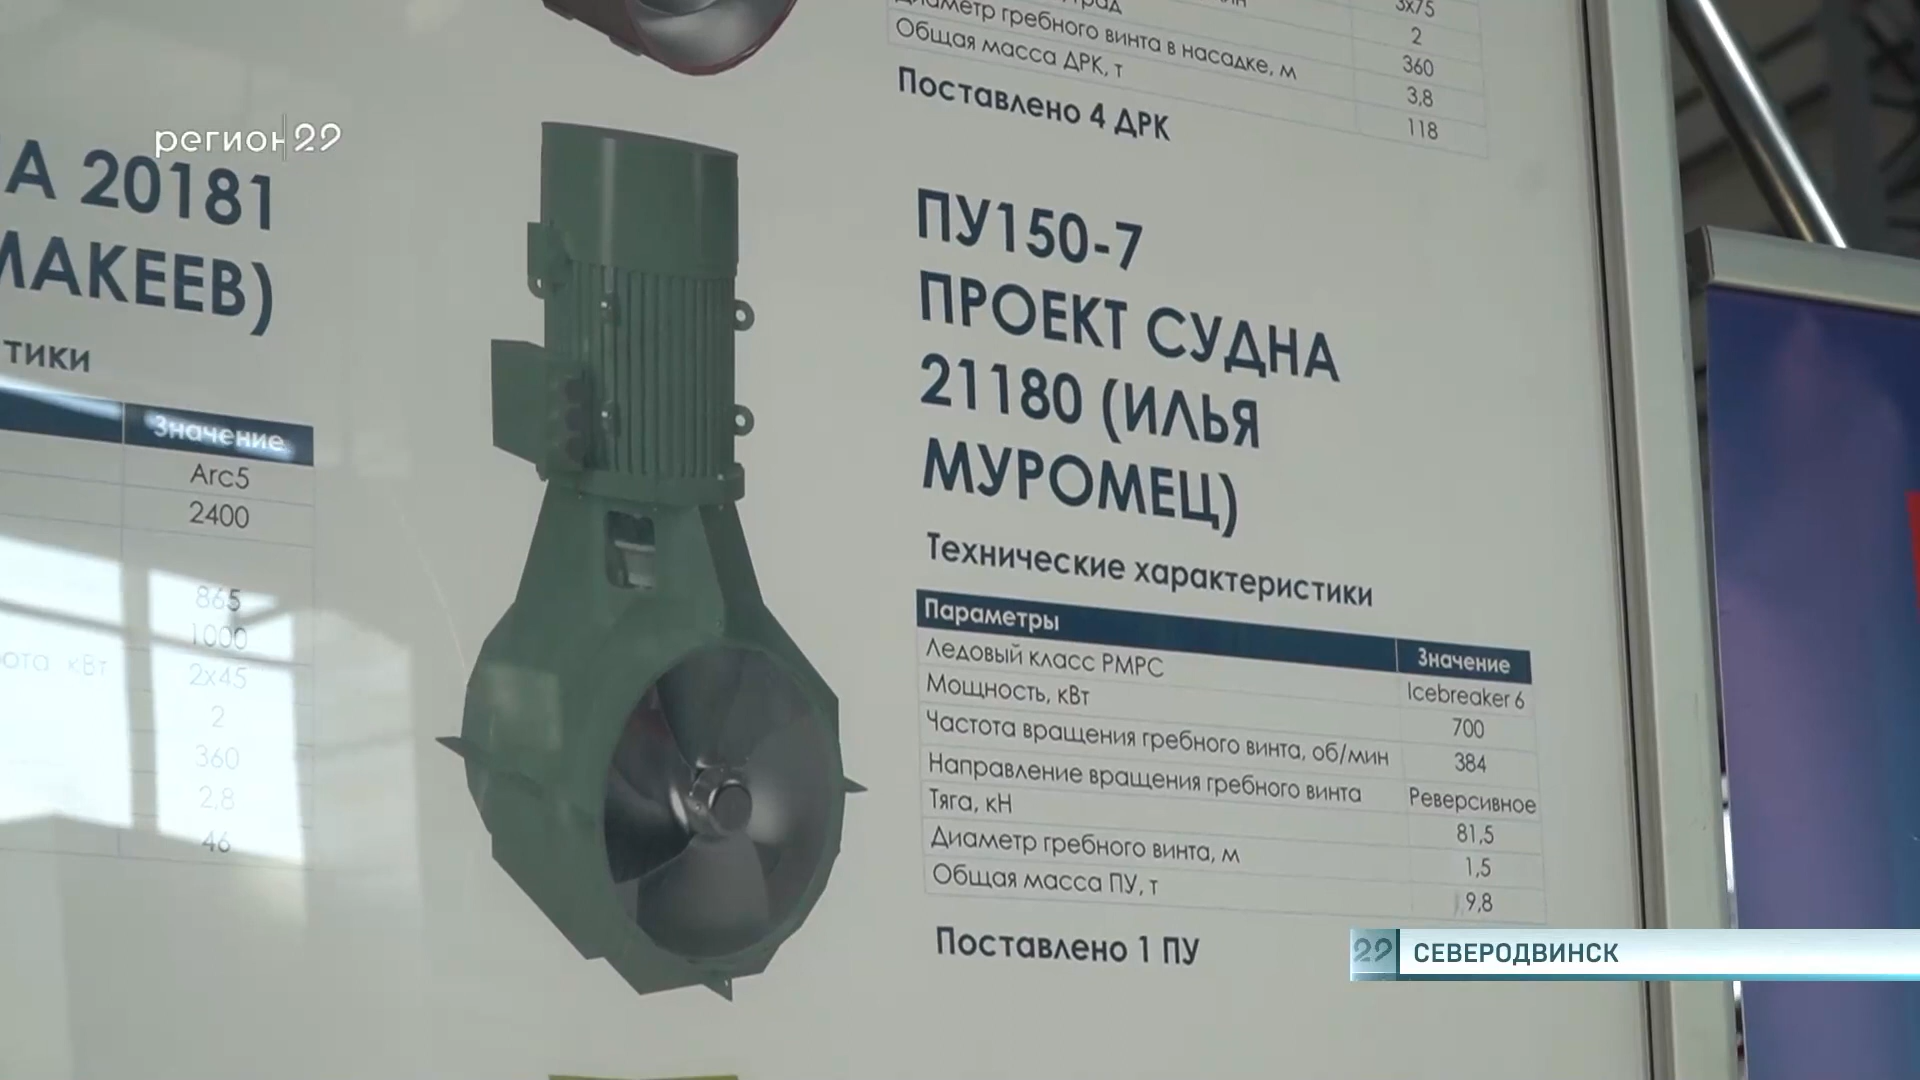 3х75
2
Диаметр гребного винта в насадке, м
360
Общая масса ДРК, т
3,8
118
Поставлено 4 ДРК
регион 29
А 20181
МАКЕЕВ)
тики
Значение
Arc5
2400
865
1000
кВт
2х45
2
360
2,8
46
ПУ150-7
ПРОЕКТ СУДНА
21180 (ИЛЬЯ
МУРОМЕЦ)
Технические характеристики
Параметры Значение
Ледовый класс РМРС Icebreaker 6
Мощность, кВт 700
Частота вращения гребного винта, об/мин 384
Направление вращения гребного винта Реверсивное
Тяга, кН 81,5
Диаметр гребного винта, м 1,5
Общая масса ПУ, т 9,8
Поставлено 1 ПУ
29 СЕВЕРОДВИНСК